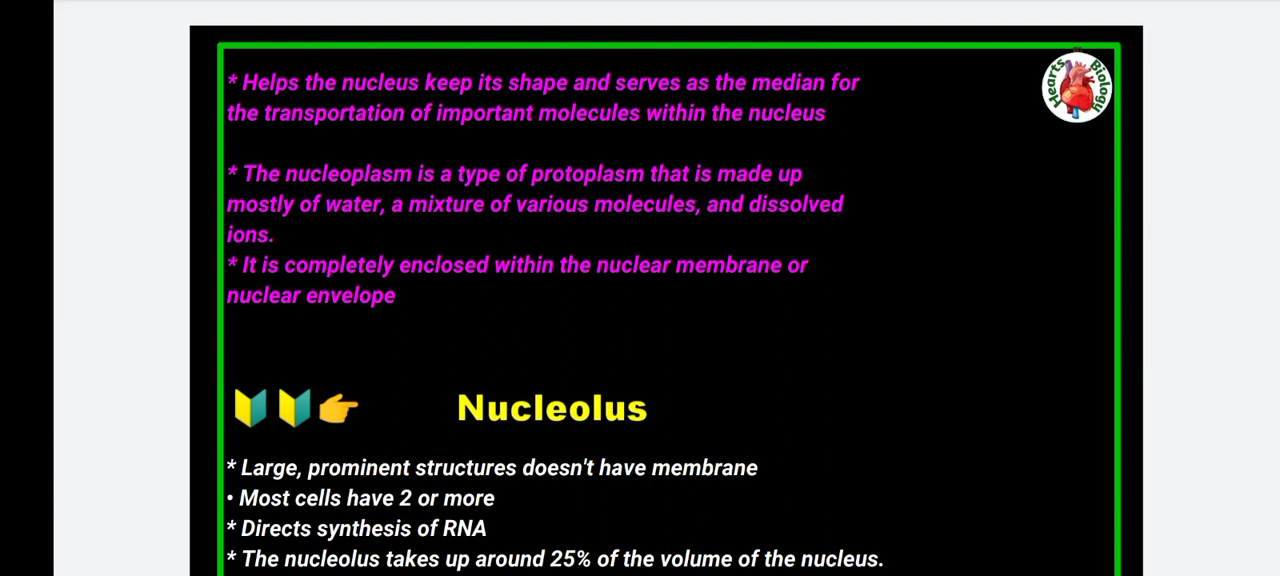 * Helps the nucleus keep its shape and serves as the median for
the transportation of important molecules within the nucleus
* The nucleoplasm is a type of protoplasm that is made up
mostly of water, a mixture of various molecules, and dissolved
ions.
* It is completely enclosed within the nuclear membrane or
nuclear envelope
Hearts Biology
Nucleolus
* Large, prominent structures doesn't have membrane
• Most cells have 2 or more
* Directs synthesis of RNA
* The nucleolus takes up around 25% of the volume of the nucleus.